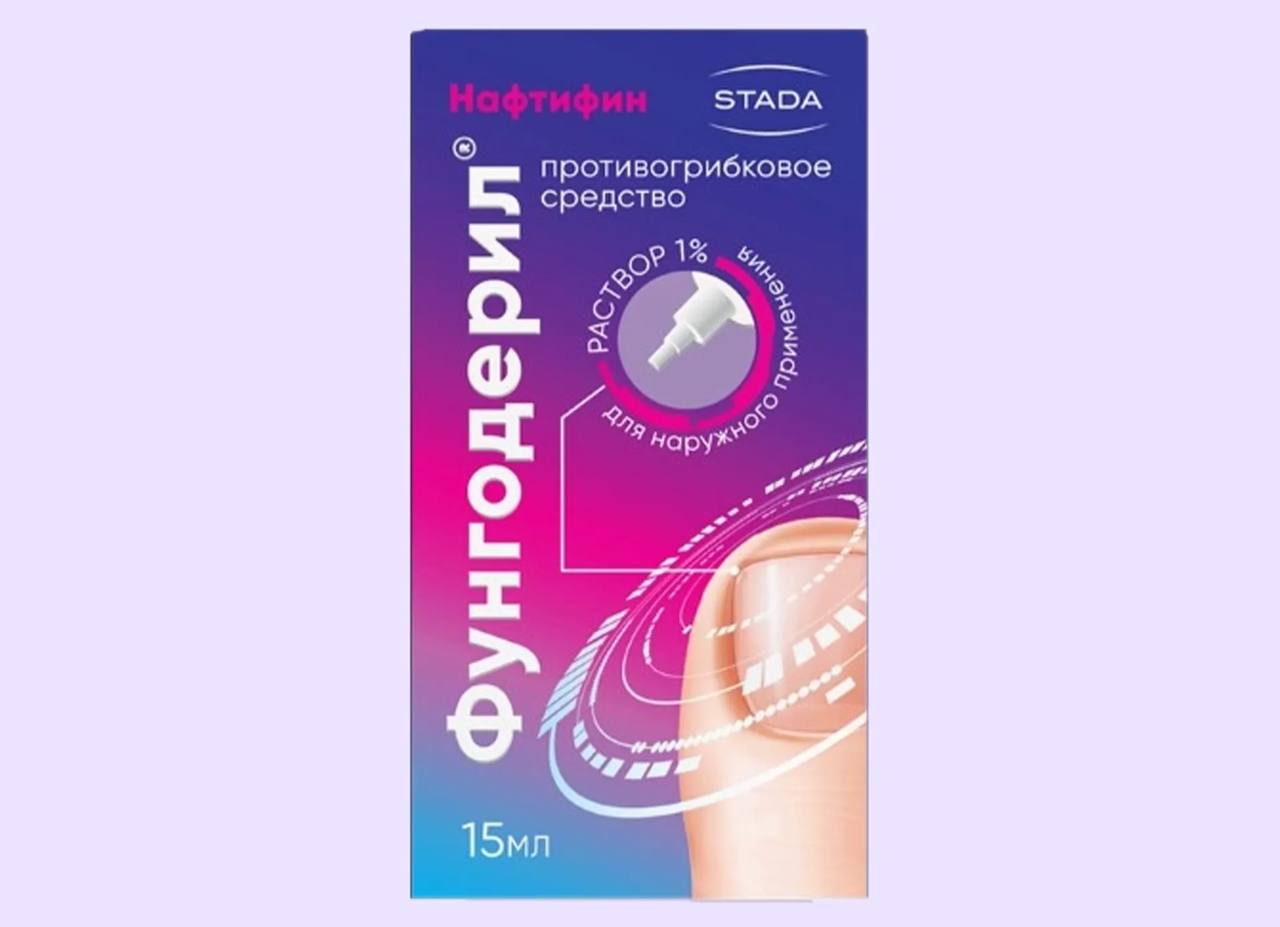 Нафтифин
STADA
Фунгодерил®
противогрибковое
средство
РАСТВОР 1%
для наружного применения
15мл